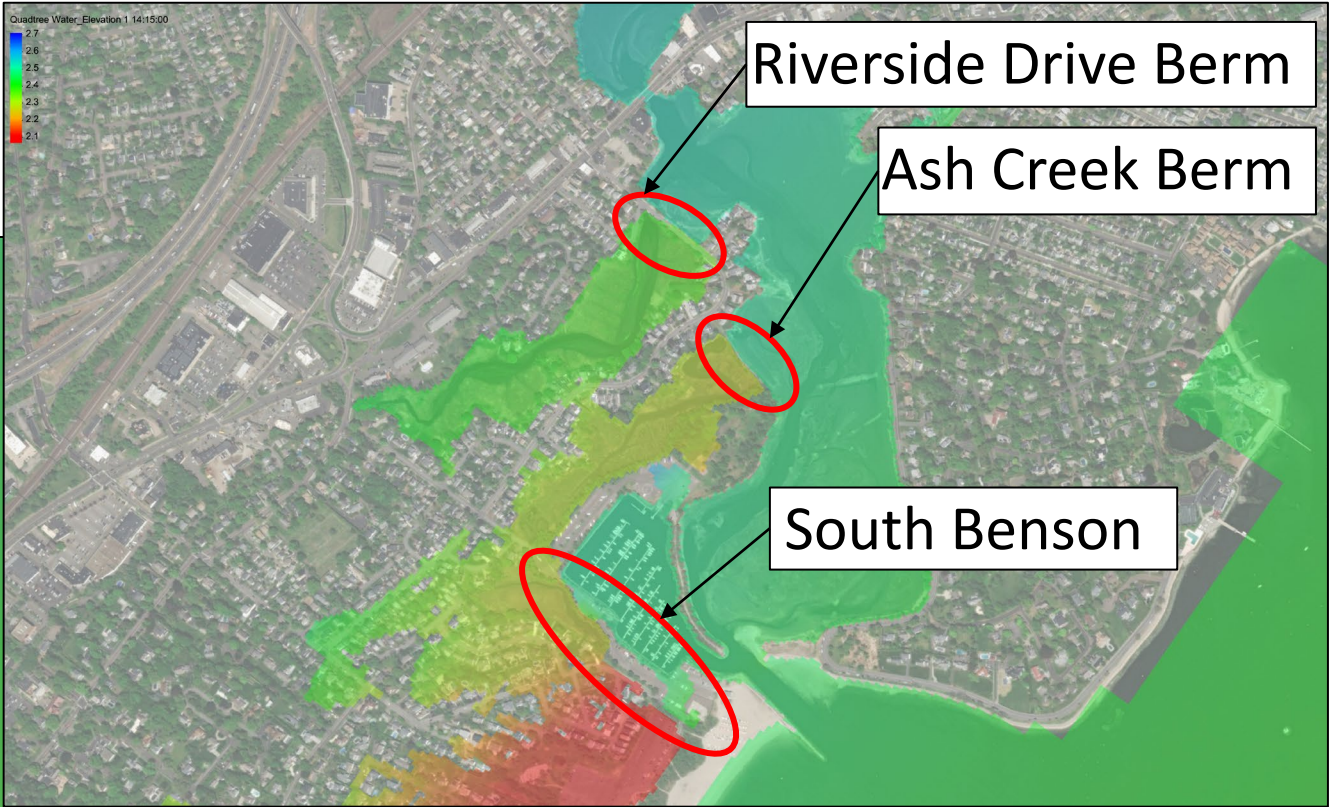 Quadtree Water_Elevation 1 14:15:00
2.7
2.6
2.5
2.4
2.3
2.2
2.1
Riverside Drive Berm
Ash Creek Berm
South Benson